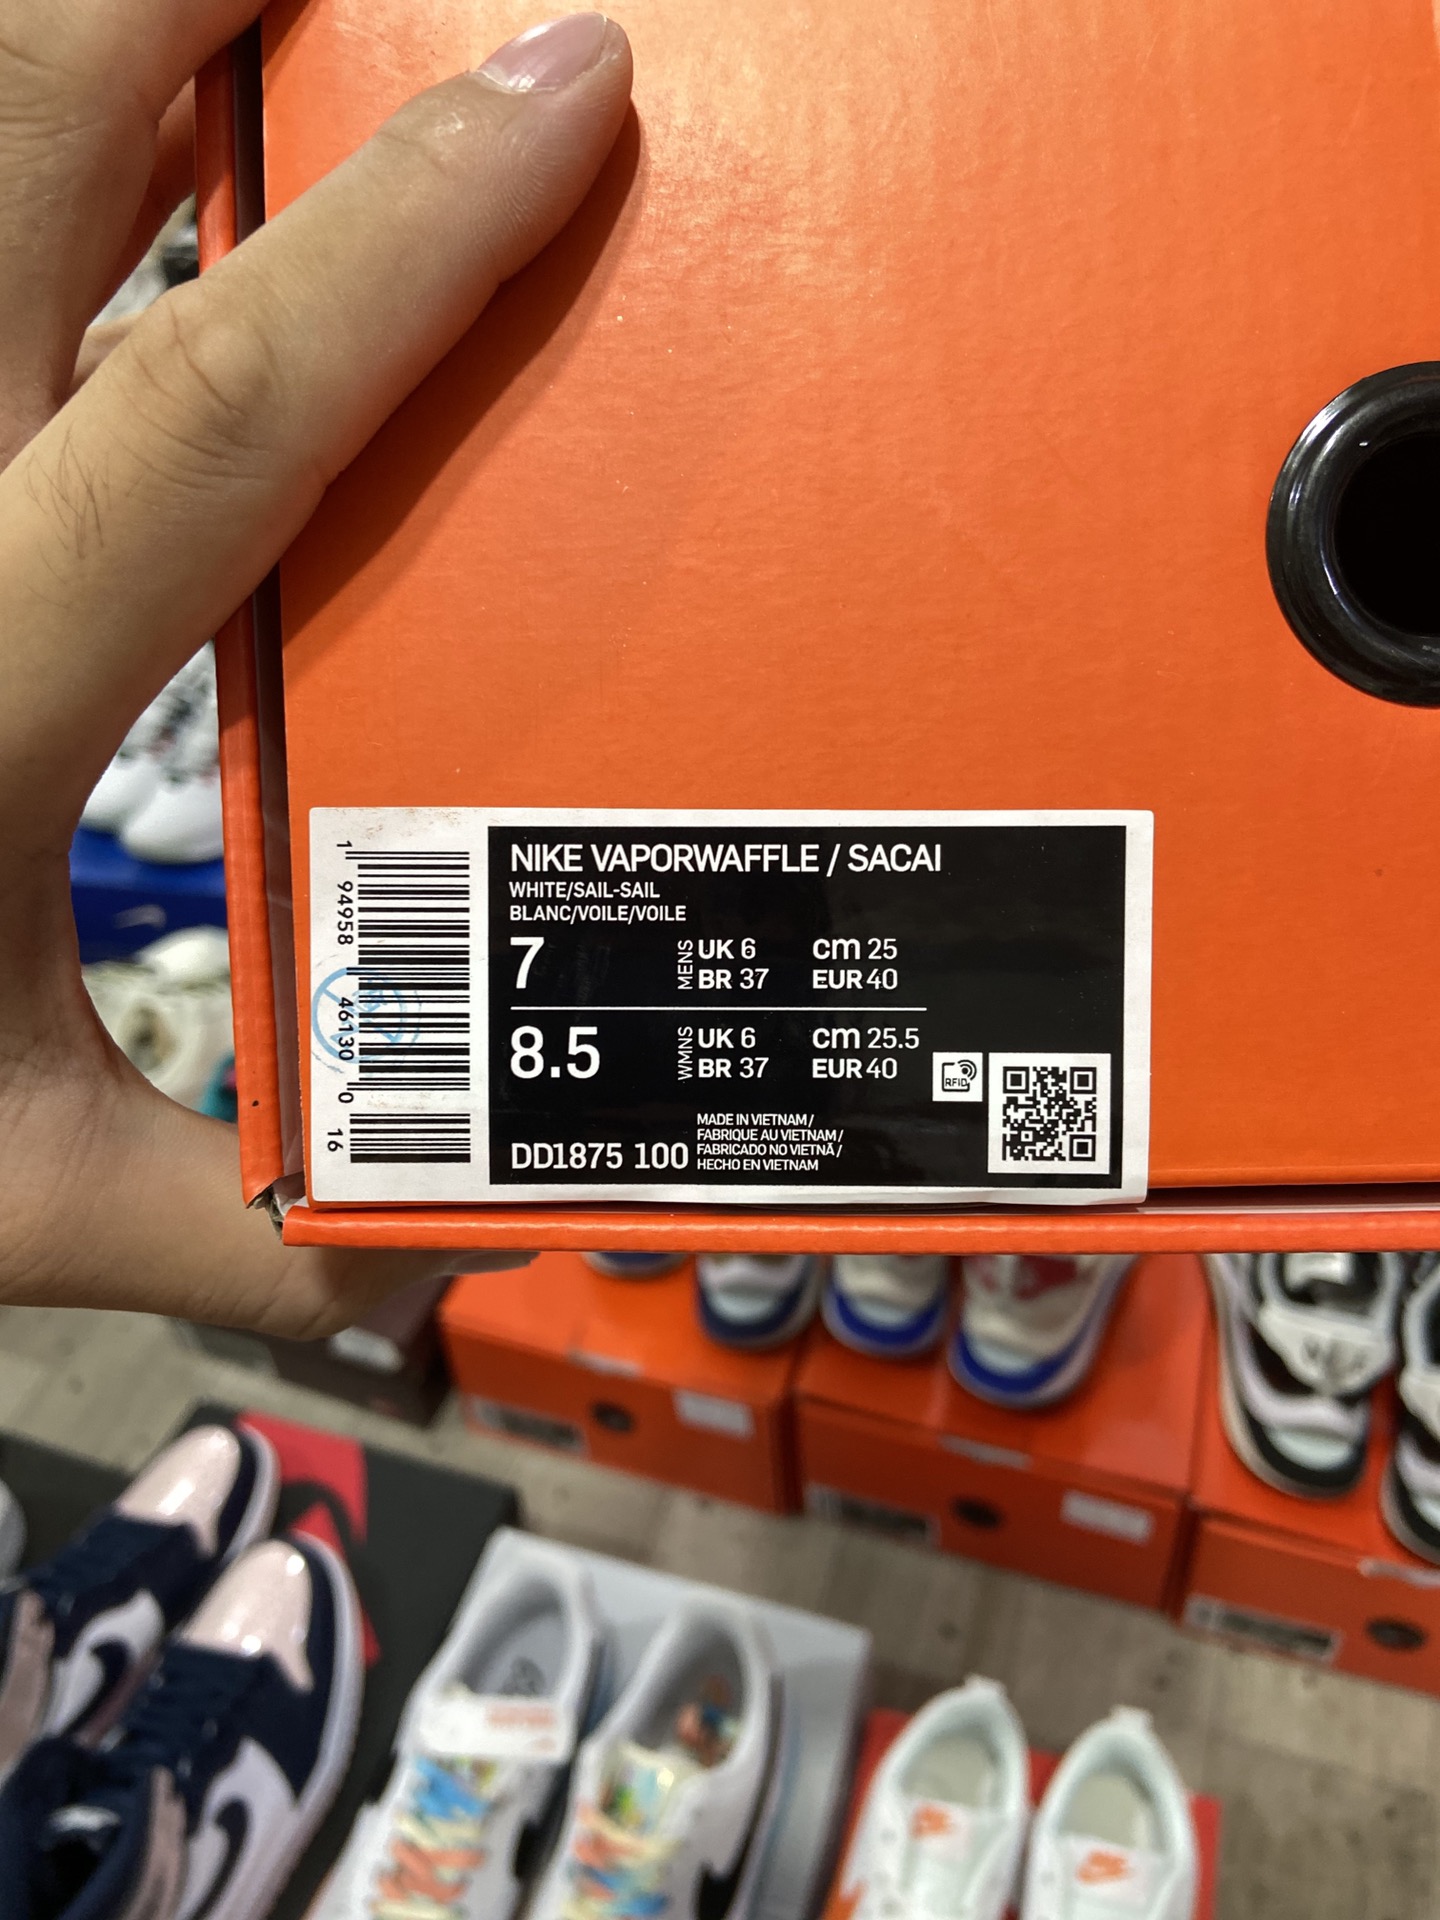 NIKE VAPORWAFFLE / SACAI
WHITE/SAIL-SAIL
BLANC/VOILE/VOILE
7
MENS
UK 6
cm 25
BR 37
EUR 40
8.5
WMNS
UK 6
cm 25.5
BR 37
EUR 40
RFID
DD1875 100
MADE IN VIETNAM /
FABRIQUE AU VIETNAM /
FABRICADO NO VIETNÃ /
HECHO EN VIETNAM
1 94958 46130 0
16